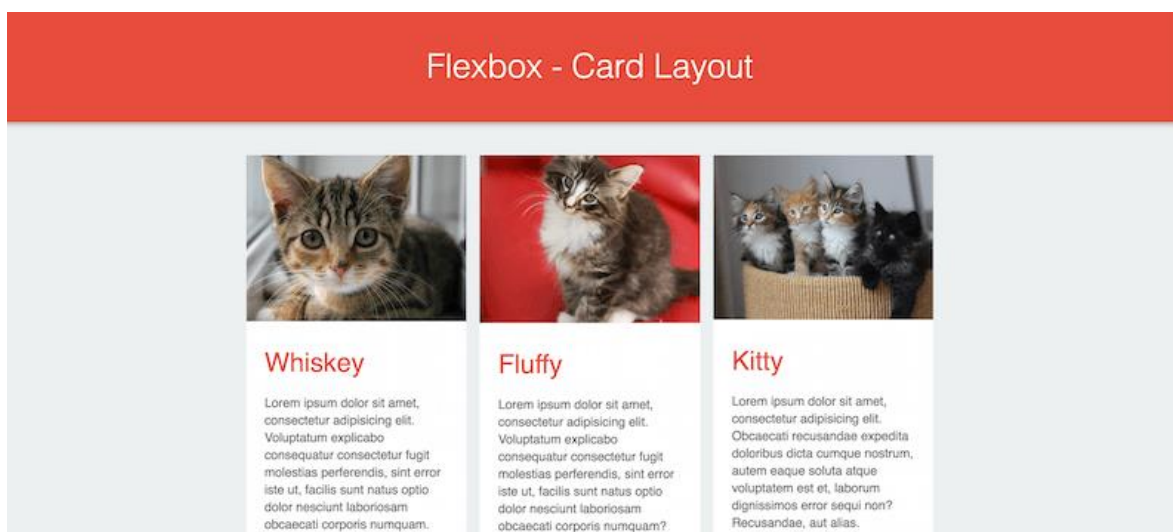 Flexbox - Card Layout
Whiskey
Lorem ipsum dolor sit amet,
consectetur adipisicing elit.
Voluptatum explicabo
consequatur consectetur fugit
molestias perferendis, sint error
iste ut, facilis sunt natus optio
dolor nesciunt laboriosam
obcaecati corporis numquam.
Fluffy
Lorem ipsum dolor sit amet,
consectetur adipisicing elit.
Voluptatum explicabo
consequatur consectetur fugit
molestias perferendis, sint error
iste ut, facilis sunt natus optio
dolor nesciunt laboriosam
obcaecati corporis numquam?
Kitty
Lorem ipsum dolor sit amet,
consectetur adipisicing elit.
Obcaecati recusandae expedita
doloribus dicta cumque nostrum,
autem eaque soluta atque
voluptatem est et, laborum
dignissimos error sequi non?
Recusandae, aut alias.